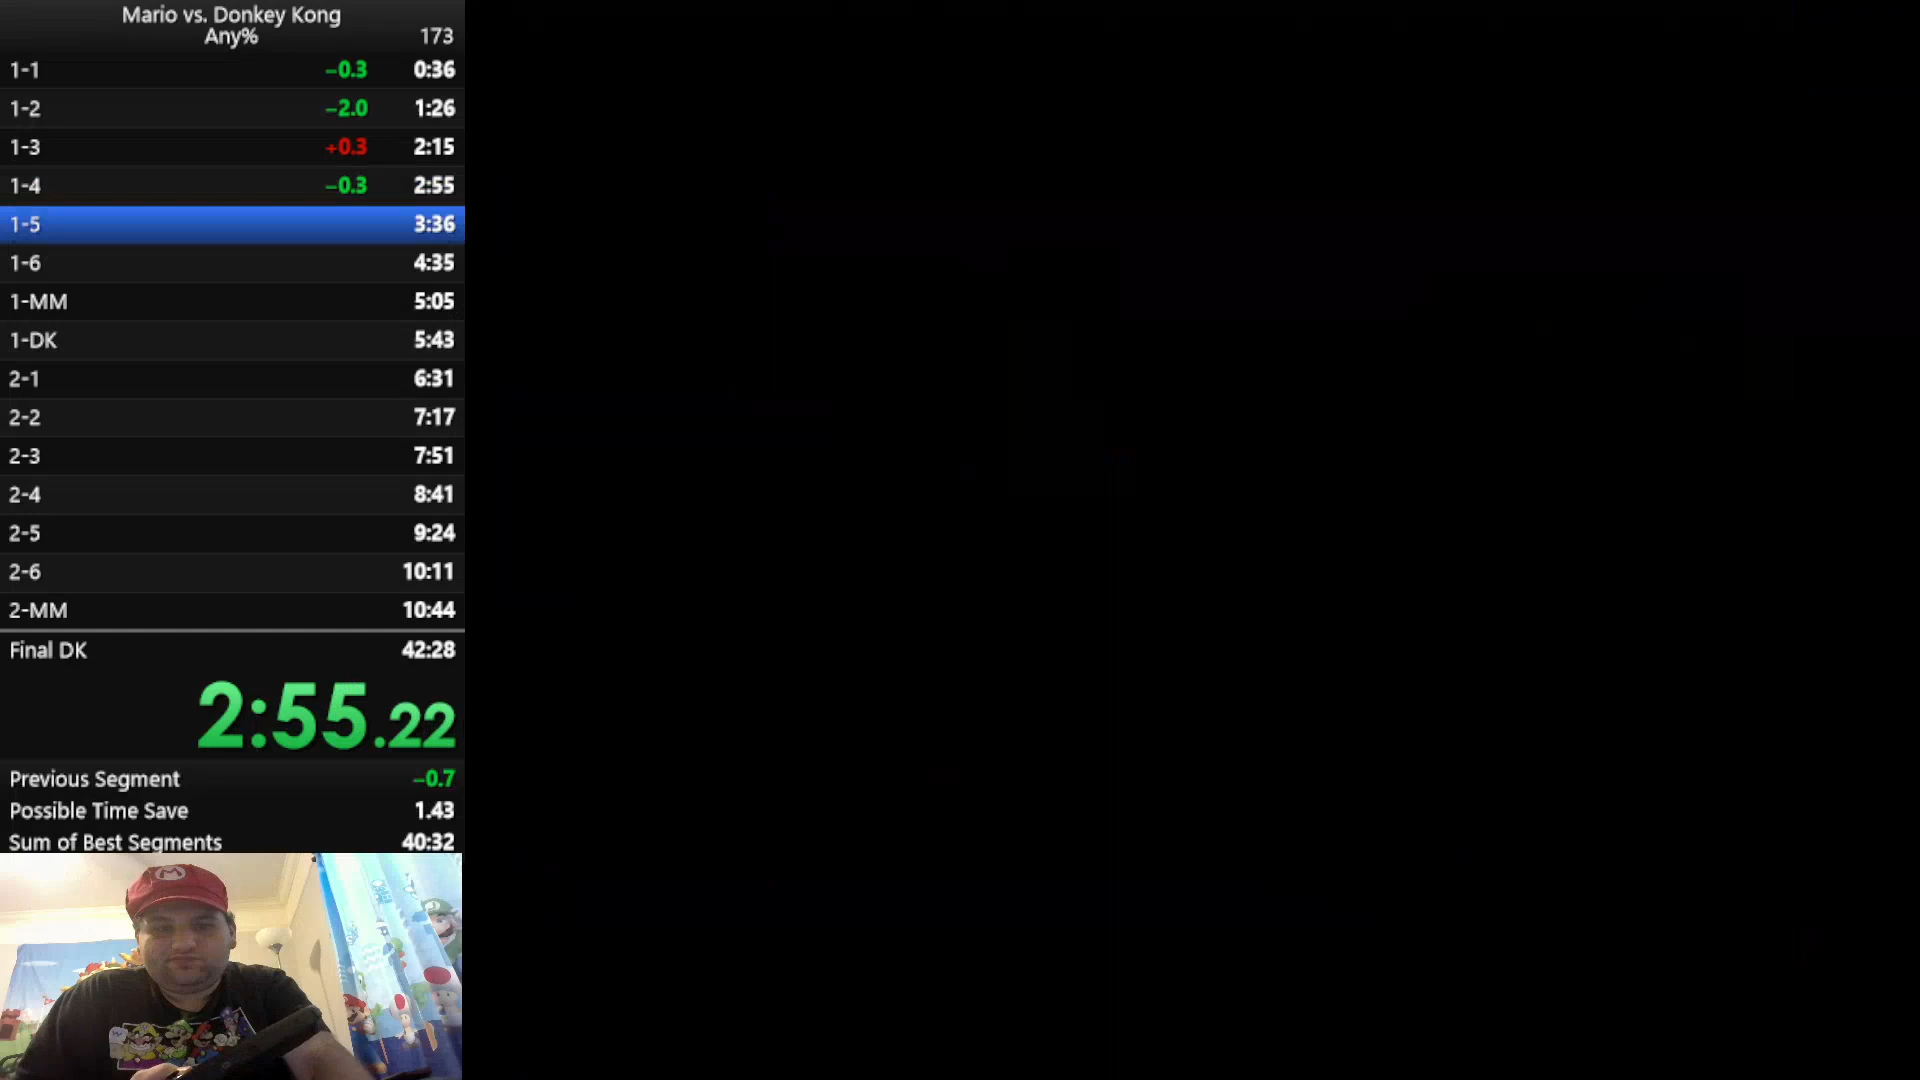 Mario vs. Donkey Kong
Any% 173
1-1 −0.3 0:36
1-2 −2.0 1:26
1-3 +0.3 2:15
1-4 −0.3 2:55
1-5 3:36
1-6 4:35
1-MM 5:05
1-DK 5:43
2-1 6:31
2-2 7:17
2-3 7:51
2-4 8:41
2-5 9:24
2-6 10:11
2-MM 10:44
Final DK 42:28
2:55.22
Previous Segment −0.7
Possible Time Save 1.43
Sum of Best Segments 40:32
M